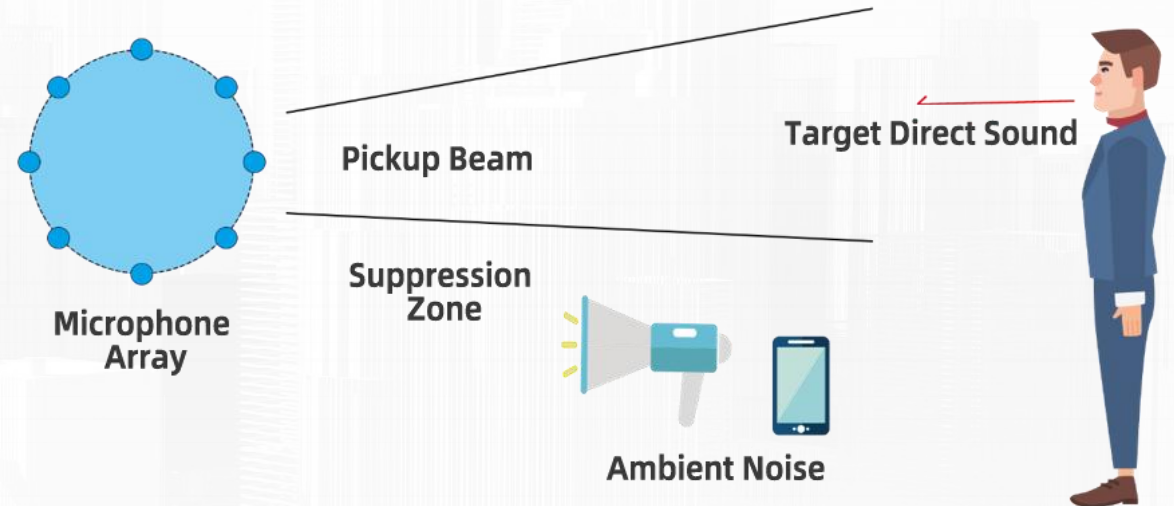 Pickup Beam
Target Direct Sound
Suppression
Zone
Microphone
Array
Ambient Noise